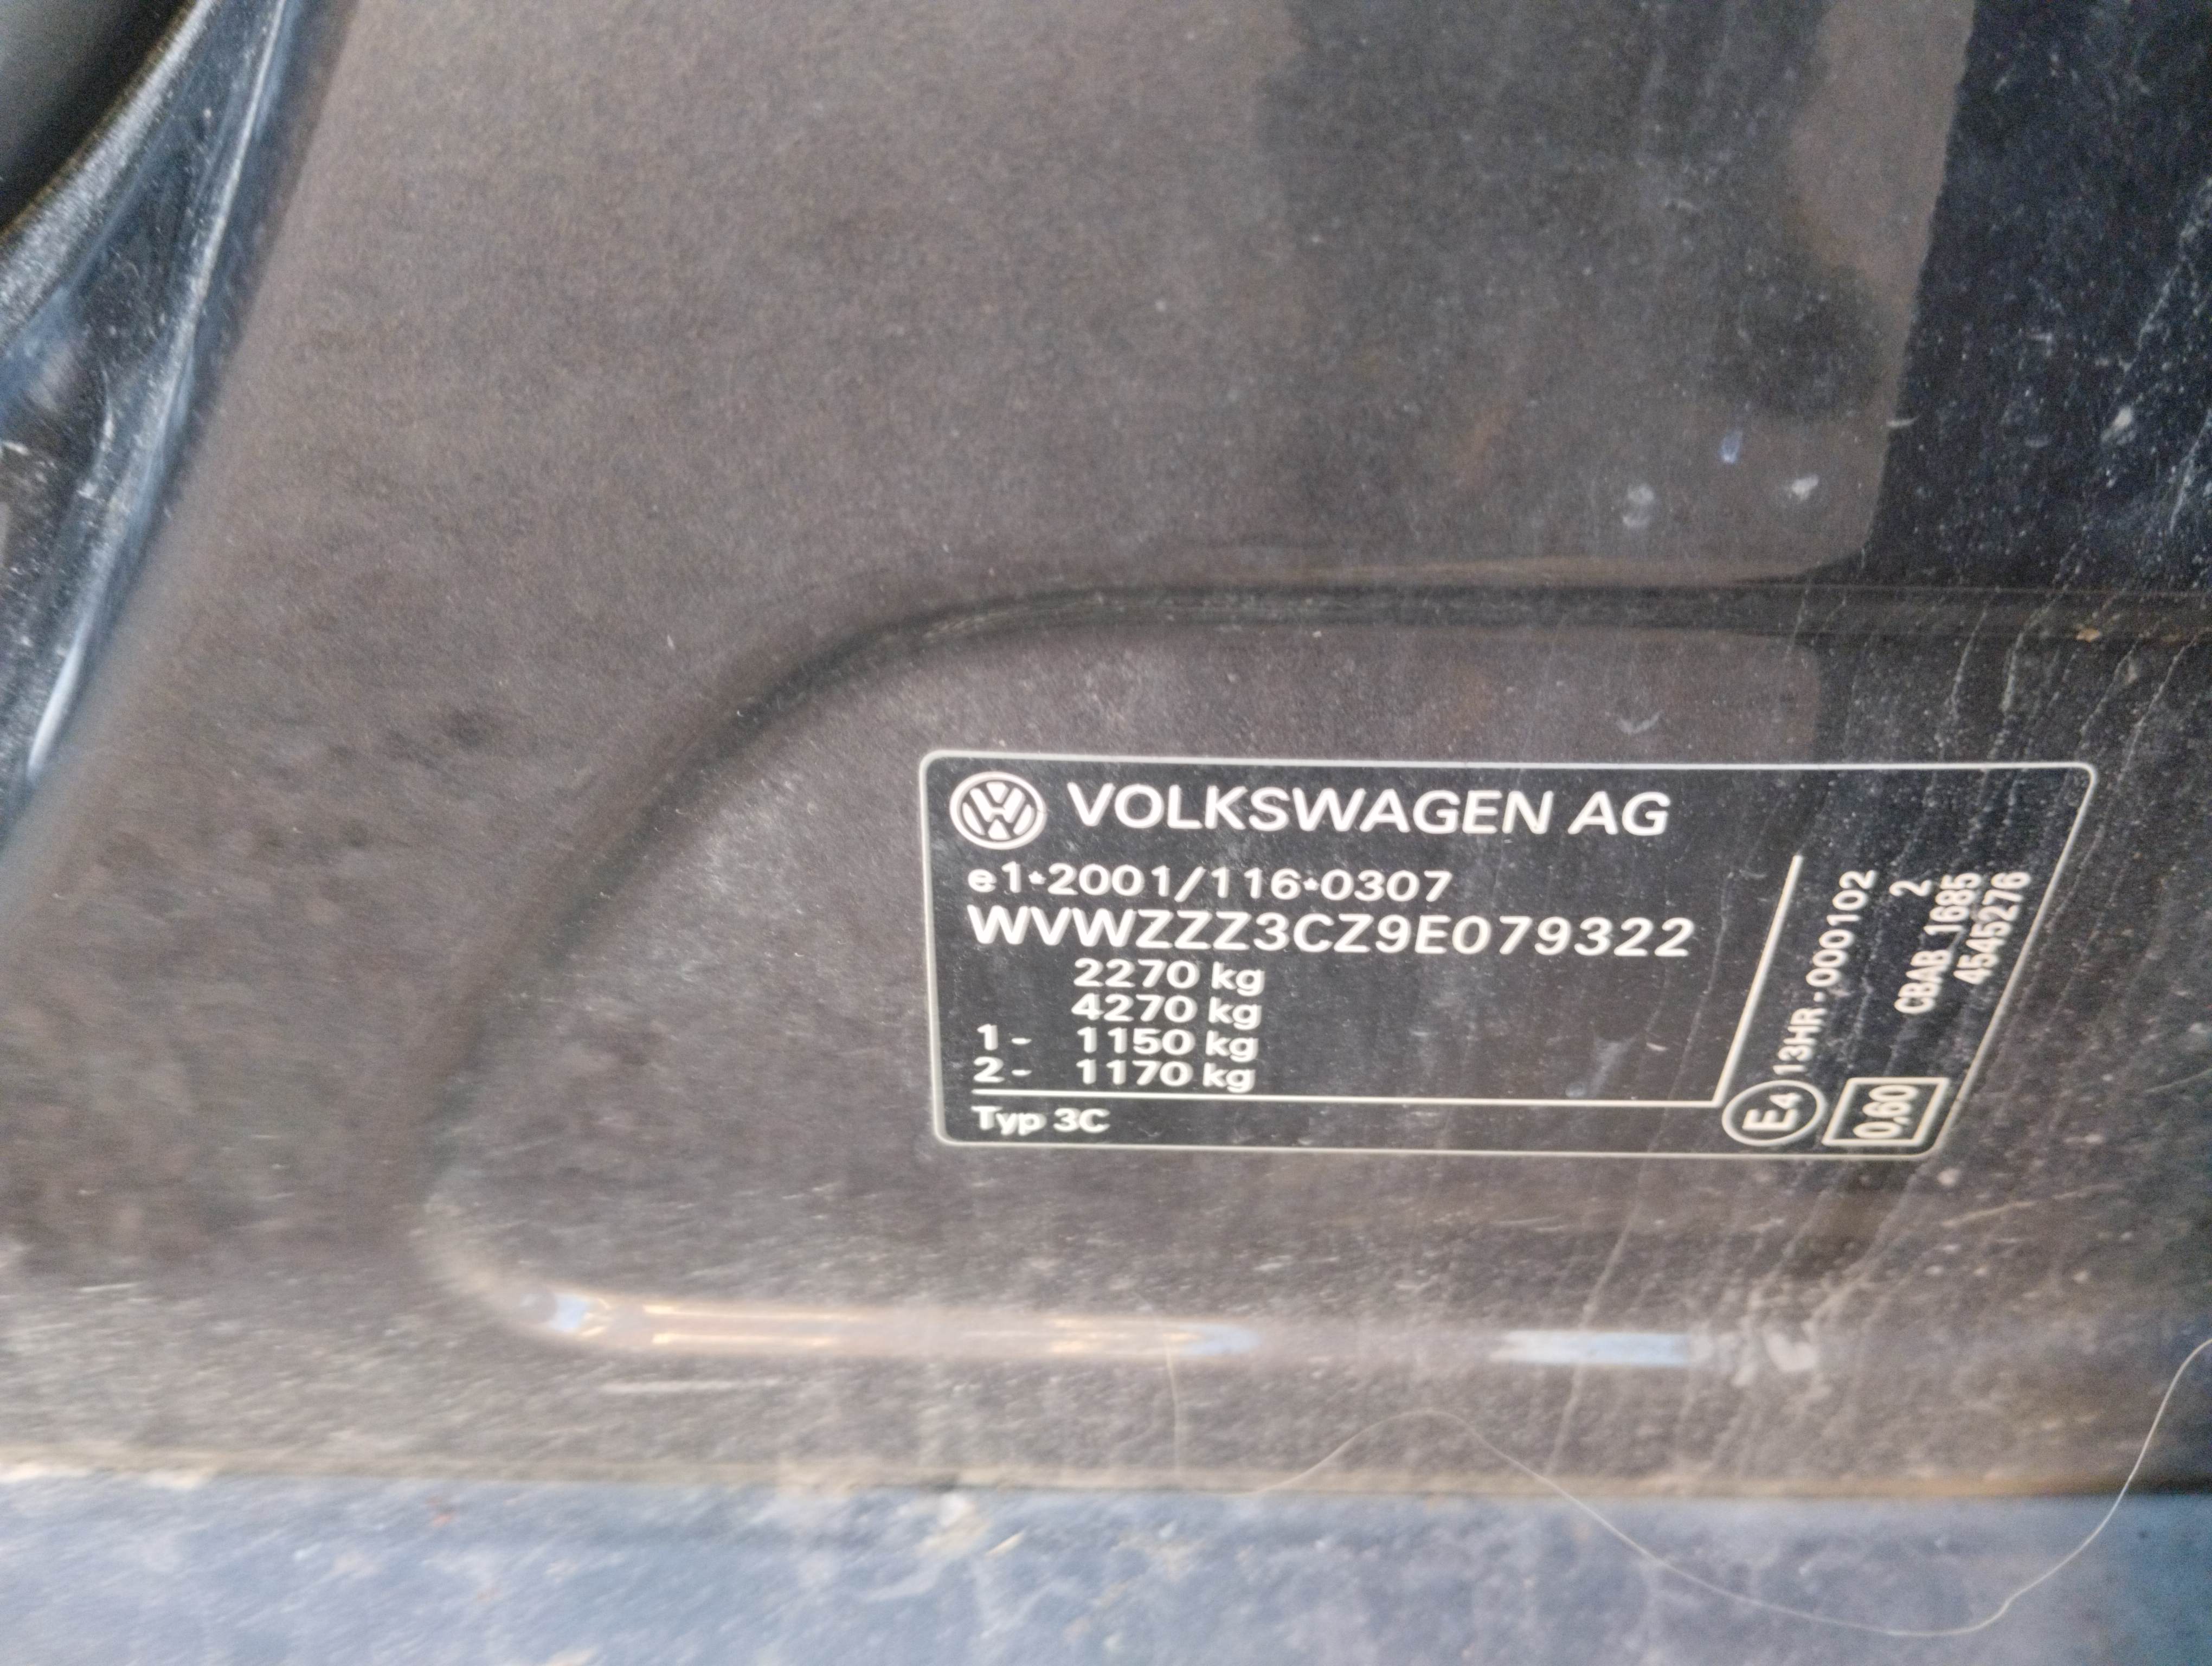 VOLKSWAGEN AG
e1*2001/116*0307
WVWZZZ3CZ9E079322
2270 kg
4270 kg
1- 1150 kg
2- 1170 kg
Typ 3C
E4 13HR-000102
0,60
2
CBAB 1685
4545276